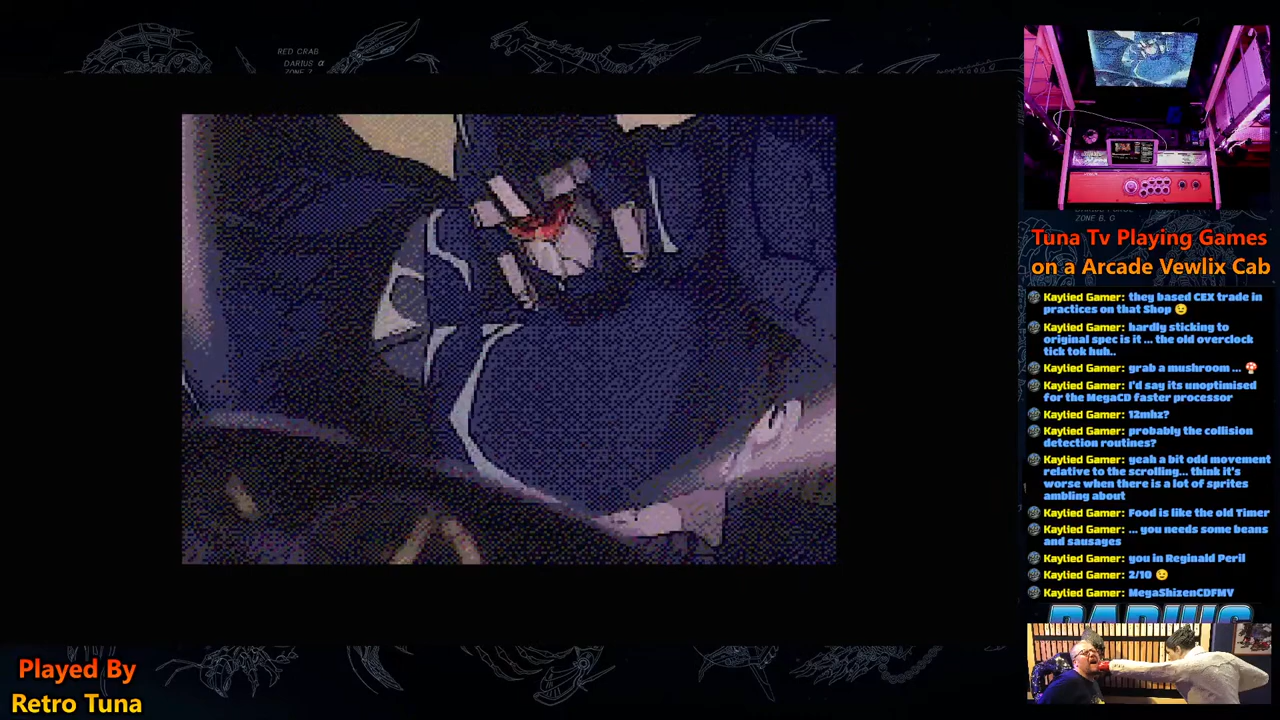 RED CRAB
DARIUS α
ZONE Z
ZONE B. G
Tuna Tv Playing Games
on a Arcade Vewlix Cab
Kaylied Gamer: they based CEX trade in
practices on that Shop 😉
Kaylied Gamer: hardly sticking to
original spec is it ... the old overclock
tick tok huh..
Kaylied Gamer: grab a mushroom ... 🍄
Kaylied Gamer: I'd say its unoptimised
for the MegaCD faster processor
Kaylied Gamer: 12mhz?
Kaylied Gamer: probably the collision
detection routines?
Kaylied Gamer: yeah a bit odd movement
relative to the scrolling... think it's
worse when there is a lot of sprites
ambling about
Kaylied Gamer: Food is like the old Timer
Kaylied Gamer: ... you needs some beans
and sausages
Kaylied Gamer: you in Reginald Peril
Kaylied Gamer: 2/10 😉
Kaylied Gamer: MegaShizenCDFMV
DARIUS
Played By
Retro Tuna